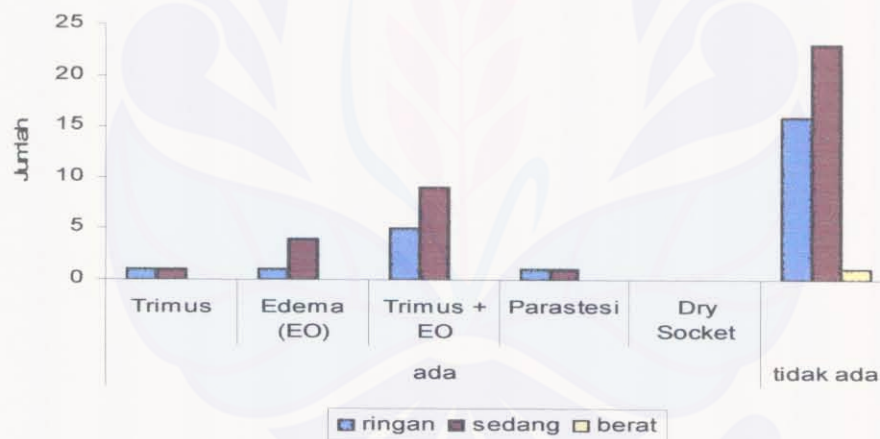 25
20
15
10
5
0
Jumlah
Trimus
Edema (EO)
Trimus + EO
Parastesi
Dry Socket
ada
tidak ada
ringan sedang berat